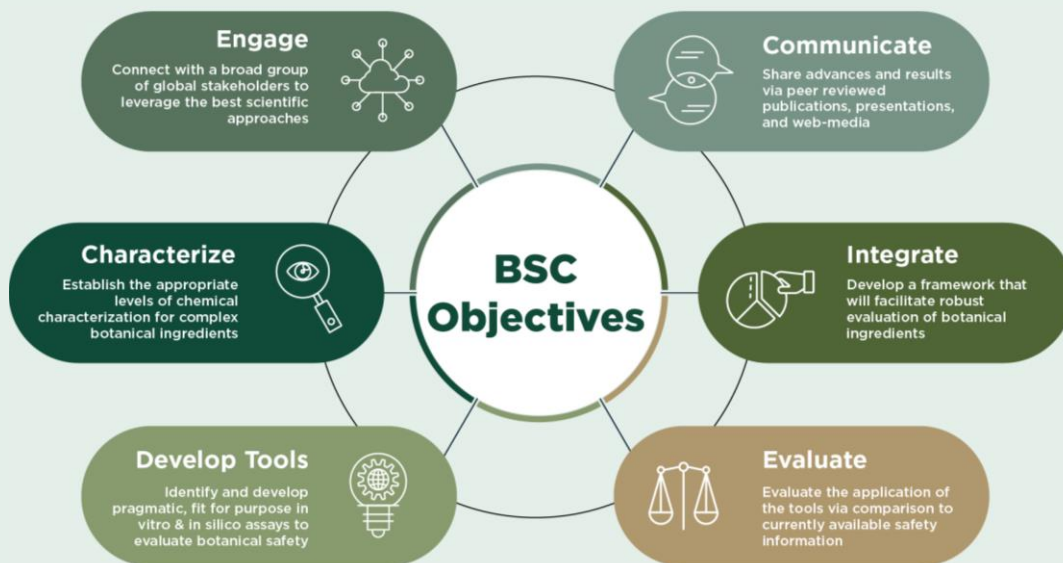 Engage
Connect with a broad group
of global stakeholders to
leverage the best scientific
approaches
Communicate
Share advances and results
via peer reviewed
publications, presentations,
and web-media
Characterize
Establish the appropriate
levels of chemical
characterization for complex
botanical ingredients
BSC
Objectives
Integrate
Develop a framework that
will facilitate robust
evaluation of botanical
ingredients
Develop Tools
Identify and develop
pragmatic, fit for purpose in
vitro & in silico assays to
evaluate botanical safety
Evaluate
Evaluate the application of
the tools via comparison to
currently available safety
information